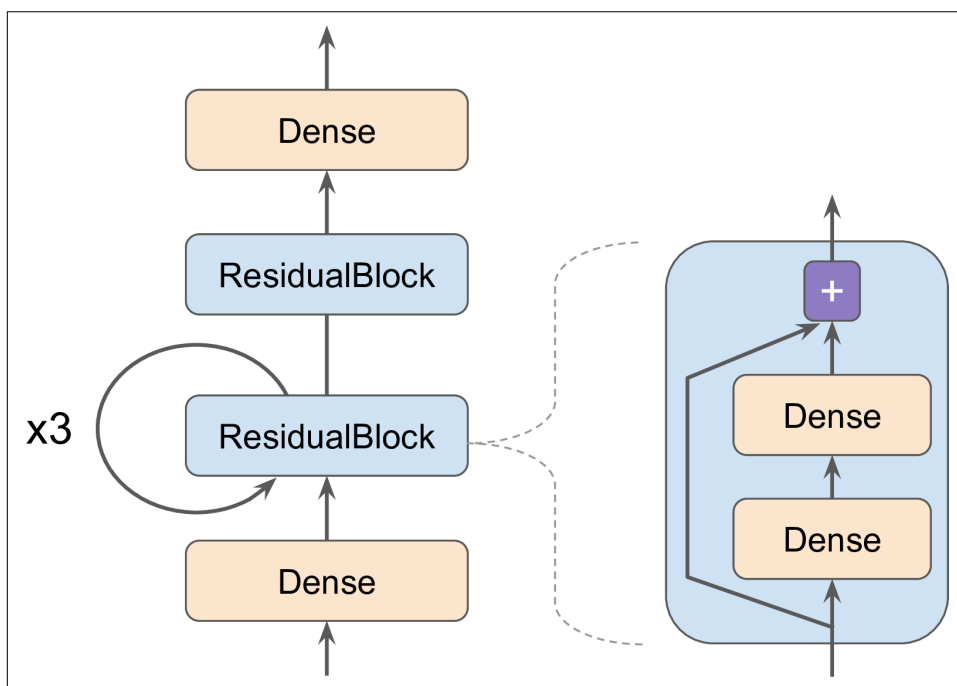 Dense
ResidualBlock
x3
ResidualBlock
Dense
+
Dense
Dense